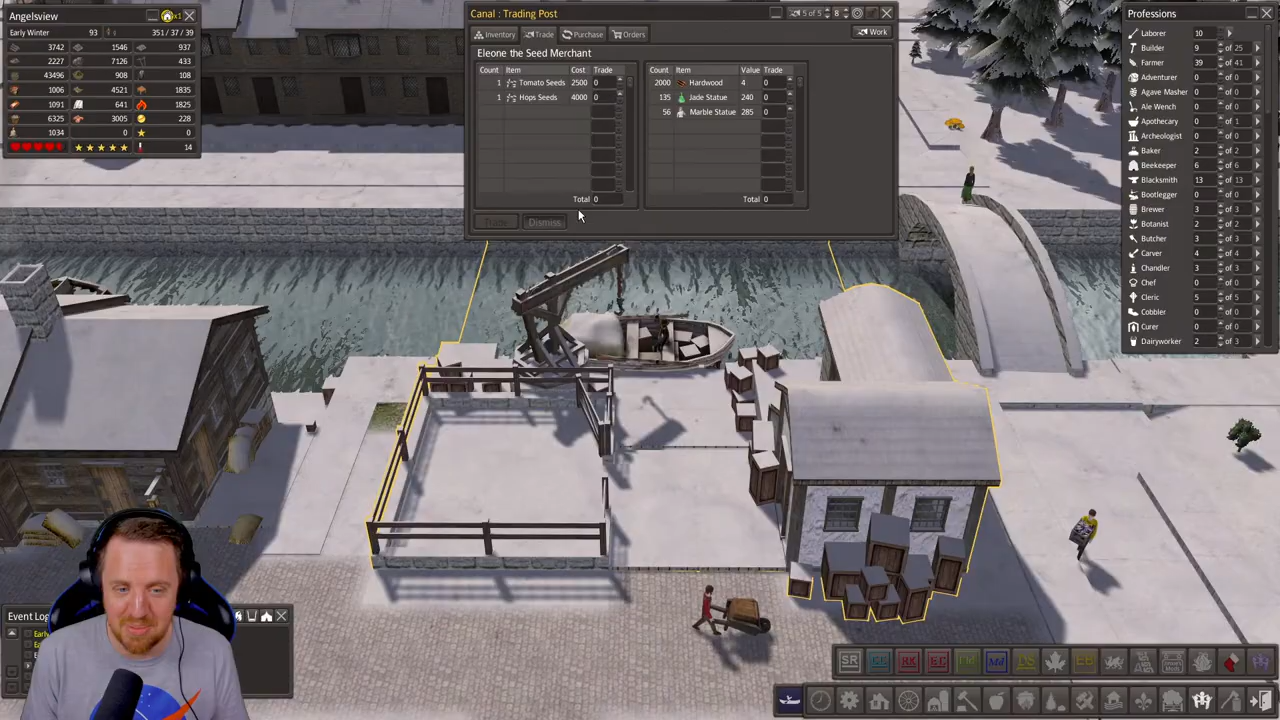 Angelsview
x1
Early Winter 93 351 / 37 / 39
3742 1546 937
2227 7126 433
43496 908 108
1006 4521 1835
1091 641 1825
6325 3005 228
1034 0 0
14
Canal : Trading Post
5 of 5 8
Inventory Trade Purchase Orders
Work
Eleone the Seed Merchant
Count Item Cost Trade
1 Tomato Seeds 2500 0
1 Hops Seeds 4000 0
Total 0
Count Item Value Trade
2000 Hardwood 4 0
135 Jade Statue 240 0
56 Marble Statue 285 0
Total 0
Trade Dismiss
Professions
Laborer 10
Builder 9 of 25
Farmer 39 of 41
Adventurer 0 of 0
Agave Master 0 of 0
Ale Wench 0 of 0
Apothecary 0 of 1
Archeologist 0 of 0
Baker 2 of 2
Beekeeper 6 of 6
Blacksmith 13 of 13
Bootlegger 0 of 0
Brewer 3 of 3
Botanist 2 of 2
Butcher 3 of 3
Carver 4 of 4
Chandler 3 of 3
Chef 0 of 0
Cleric 5 of 5
Cobbler 0 of 0
Curer 0 of 0
Dairyworker 2 of 3
Event Log
SR
RK
Md
DS
EB